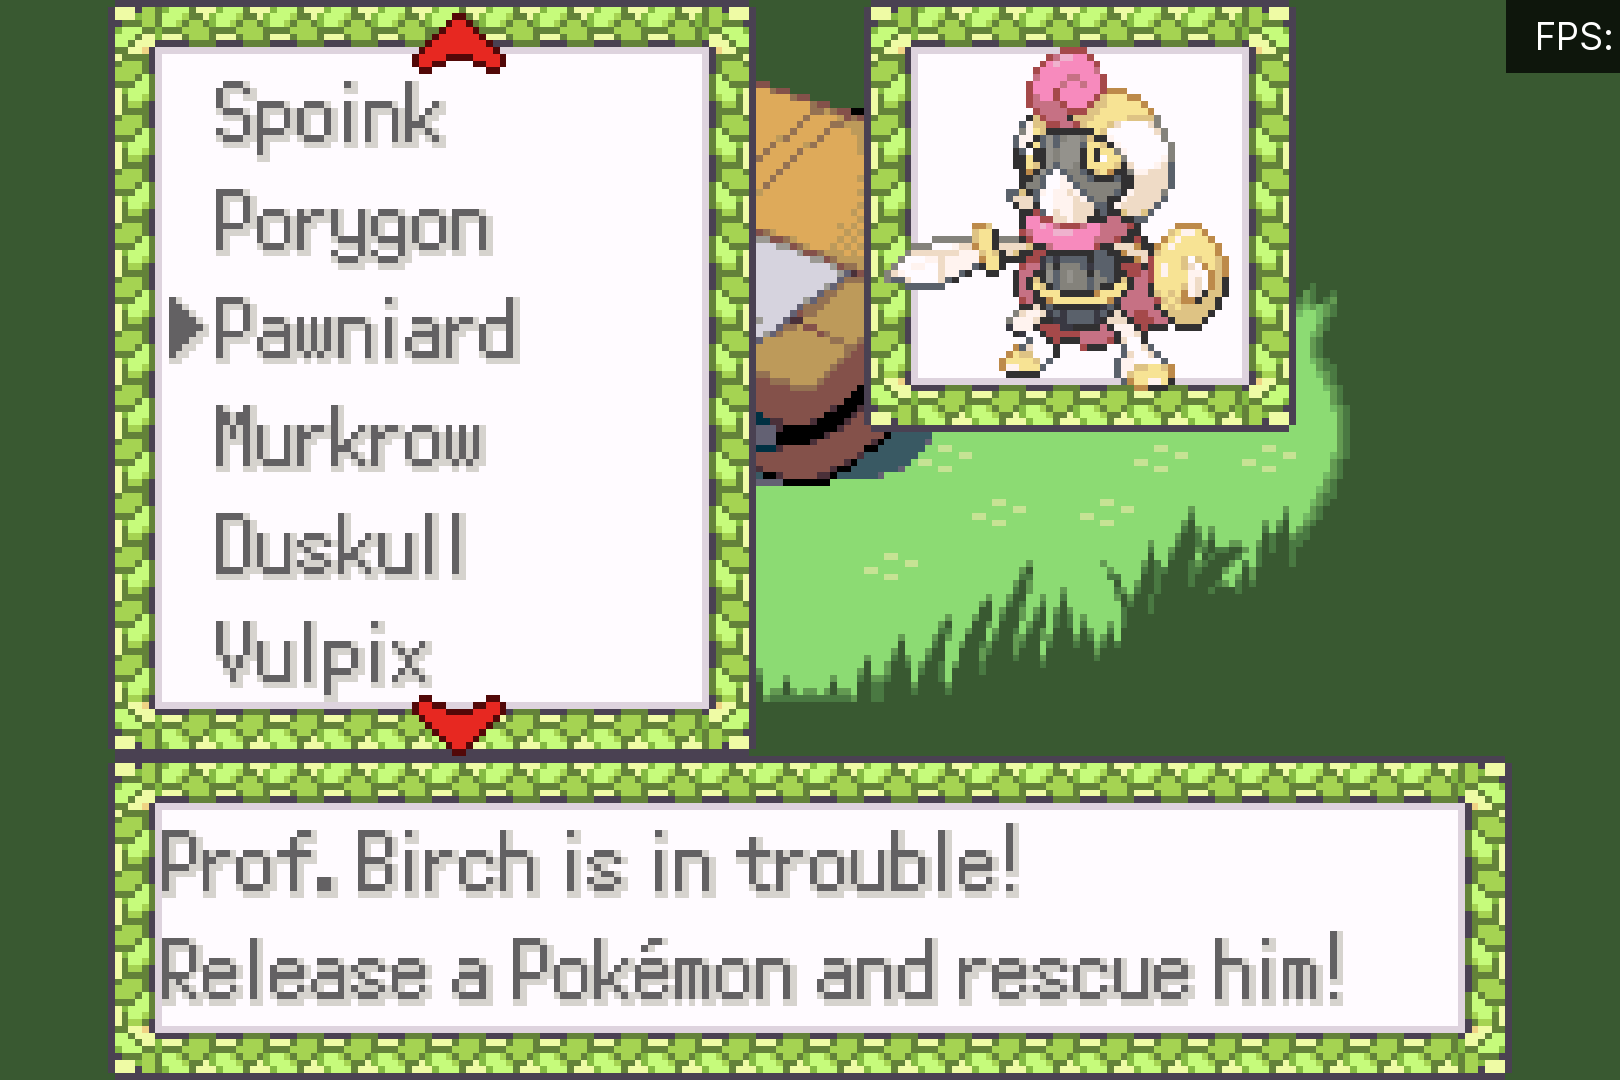 Spoink
Porygon
Pawniard
Murkrow
Duskull
Vulpix
FPS:
Prof. Birch is in trouble!
Release a Pokémon and rescue him!